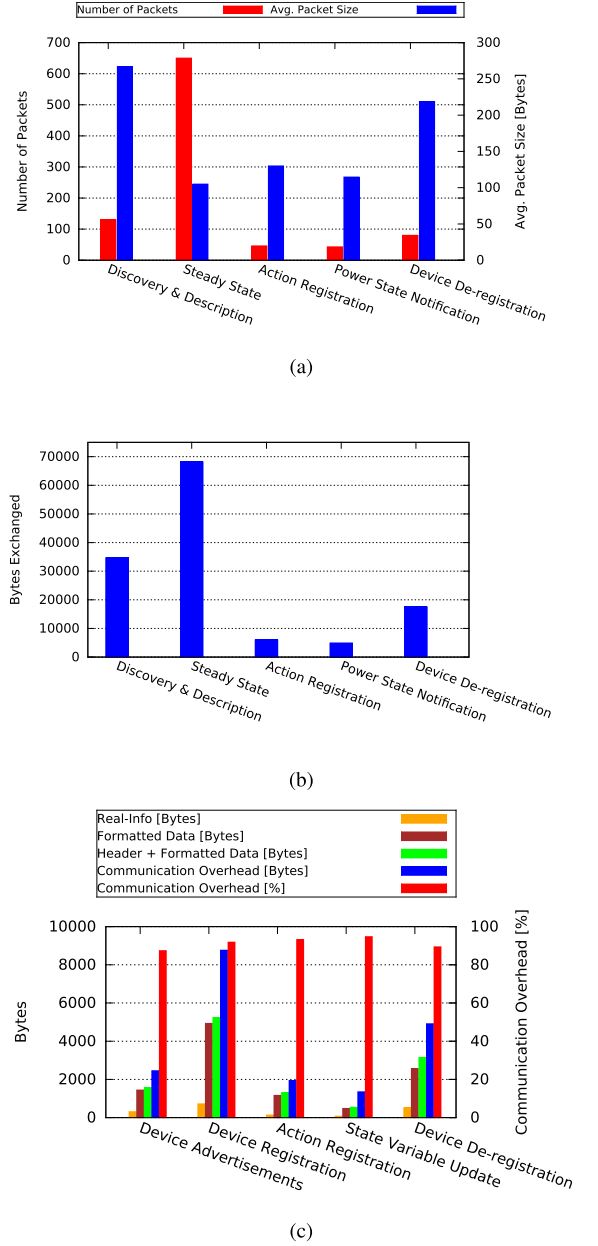 Number of Packets Avg. Packet Size
700
600
500
400
300
200
100
0
Number of Packets
300
250
200
150
100
50
0
Avg. Packet Size [Bytes]
Discovery & Description
Steady State
Action Registration
Power State Notification
Device De-registration
(a)
70000
60000
50000
40000
30000
20000
10000
0
Bytes Exchanged
Discovery & Description
Steady State
Action Registration
Power State Notification
Device De-registration
(b)
Real-Info [Bytes]
Formatted Data [Bytes]
Header + Formatted Data [Bytes]
Communication Overhead [Bytes]
Communication Overhead [%]
10000
8000
6000
4000
2000
0
Bytes
100
80
60
40
20
0
Communication Overhead [%]
Device Advertisements
Device Registration
Action Registration
State Variable Update
Device De-registration
(c)